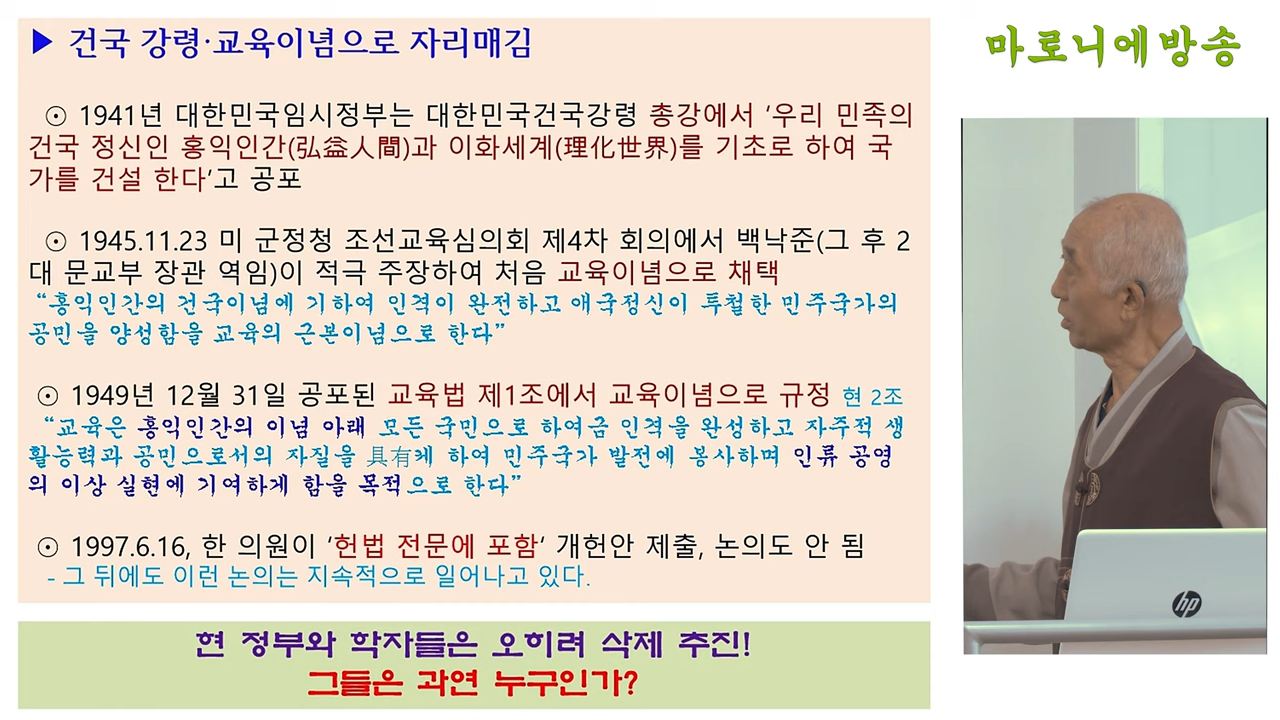 ▶ 건국 강령·교육이념으로 자리매김
마로니에방송
⊙ 1941년 대한민국임시정부는 대한민국건국강령 총강에서 '우리 민족의
건국 정신인 홍익인간(弘益人間)과 이화세계(理化世界)를 기초로 하여 국
가를 건설 한다'고 공포
⊙ 1945.11.23 미 군정청 조선교육심의회 제4차 회의에서 백낙준(그 후 2
대 문교부 장관 역임)이 적극 주장하여 처음 교육이념으로 채택
“홍익인간의 건국이념에 기하여 인격이 완전하고 애국정신이 투철한 민주국가의
공민을 양성함을 교육의 근본이념으로 한다”
⊙ 1949년 12월 31일 공포된 교육법 제1조에서 교육이념으로 규정 현 2조
“교육은 홍익인간의 이념 아래 모든 국민으로 하여금 인격을 완성하고 자주적 생
활능력과 공민으로서의 자질을 具有케 하여 민주국가 발전에 봉사하며 인류 공영
의 이상 실현에 기여하게 함을 목적으로 한다”
⊙ 1997.6.16, 한 의원이 '헌법 전문에 포함' 개헌안 제출, 논의도 안 됨
- 그 뒤에도 이런 논의는 지속적으로 일어나고 있다.
현 정부와 학자들은 오히려 삭제 추진!
그들은 과연 누구인가?
hp